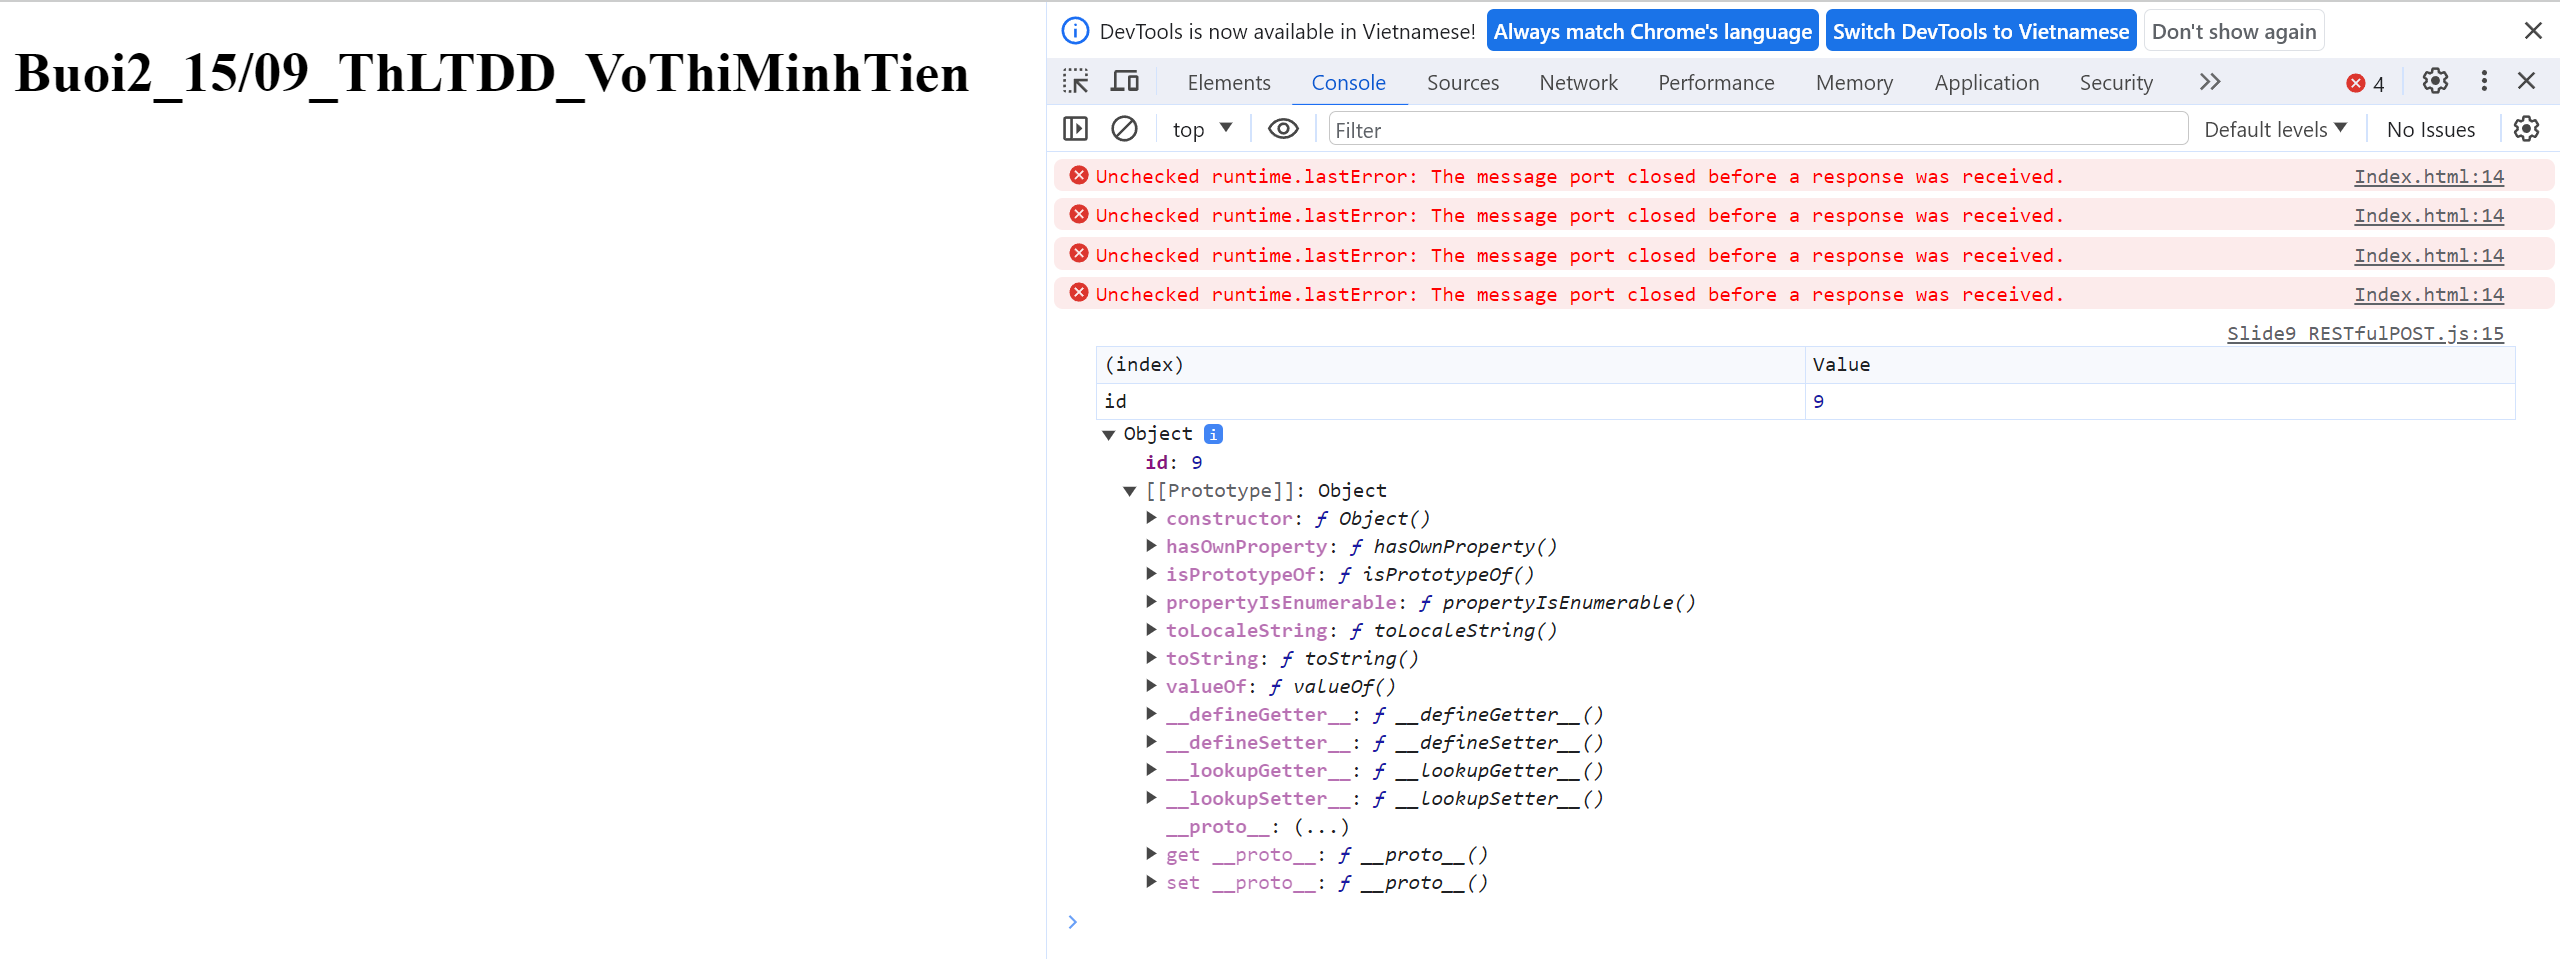 Buoi2_15/09_ThLTDD_VoThiMinhTien
DevTools is now available in Vietnamese! Always match Chrome's language Switch DevTools to Vietnamese Don't show again
Elements Console Sources Network Performance Memory Application Security 4
top Filter Default levels No Issues
Unchecked runtime.lastError: The message port closed before a response was received. Index.html:14
Unchecked runtime.lastError: The message port closed before a response was received. Index.html:14
Unchecked runtime.lastError: The message port closed before a response was received. Index.html:14
Unchecked runtime.lastError: The message port closed before a response was received. Index.html:14
Slide9_RESTfulPOST.js:15
(index) Value
id 9
Object i
id: 9
[[Prototype]]: Object
constructor: ƒ Object()
hasOwnProperty: ƒ hasOwnProperty()
isPrototypeOf: ƒ isPrototypeOf()
propertyIsEnumerable: ƒ propertyIsEnumerable()
toLocaleString: ƒ toLocaleString()
toString: ƒ toString()
valueOf: ƒ valueOf()
__defineGetter__: ƒ __defineGetter__()
__defineSetter__: ƒ __defineSetter__()
__lookupGetter__: ƒ __lookupGetter__()
__lookupSetter__: ƒ __lookupSetter__()
__proto__: (...)
get __proto__: ƒ __proto__()
set __proto__: ƒ __proto__()